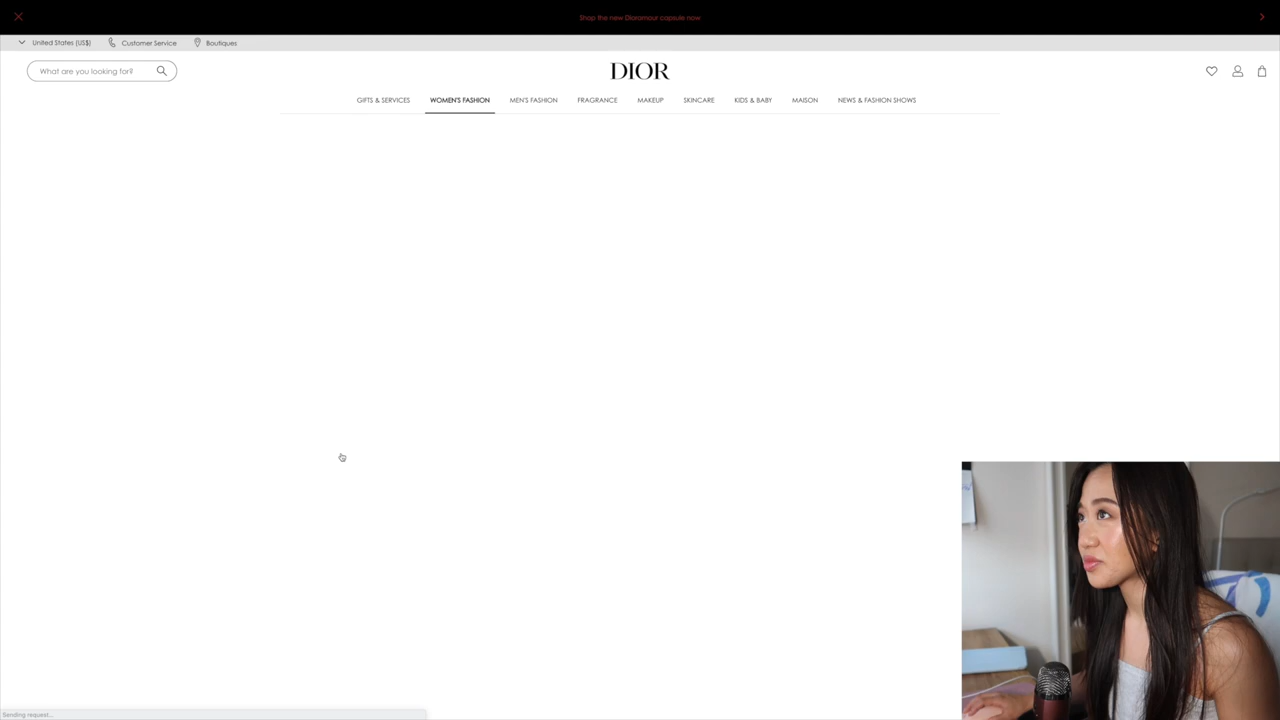 Shop the new Dioramour capsule now
United States (US$) Customer Service Boutiques
What are you looking for?
DIOR
GIFTS & SERVICES WOMEN'S FASHION MEN'S FASHION FRAGRANCE MAKEUP SKINCARE KIDS & BABY MAISON NEWS & FASHION SHOWS
Sending request...